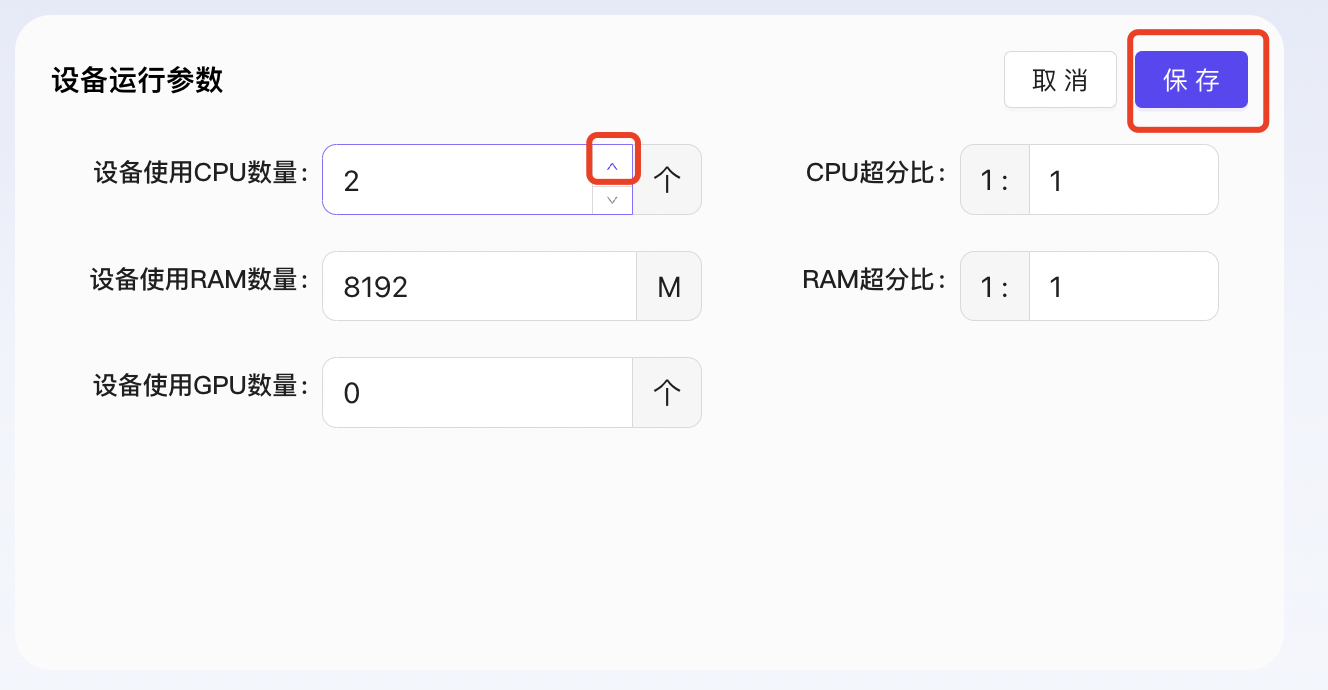 设备运行参数
取 消
保 存
设备使用CPU数量:
2
个
CPU超分比:
1 :
1
设备使用RAM数量:
8192
M
RAM超分比:
1 :
1
设备使用GPU数量:
0
个